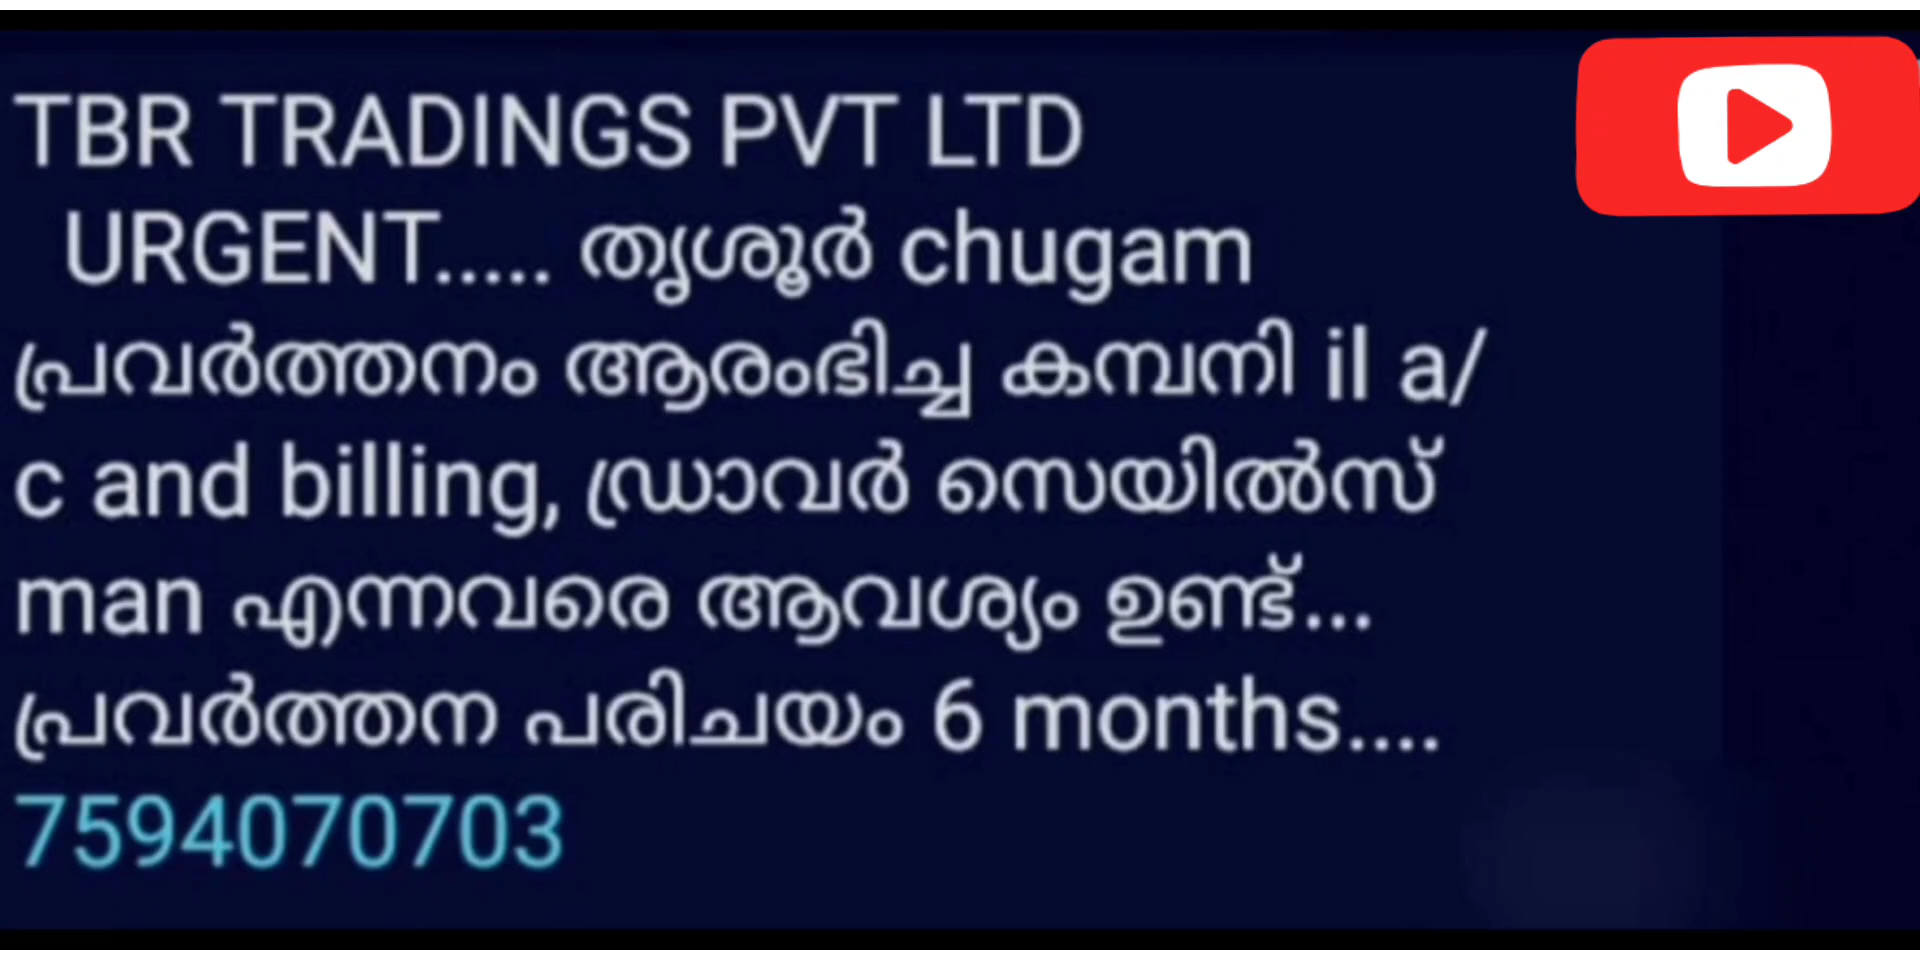 TBR TRADINGS PVT LTD
URGENT..... തൃശൂർ chugam
പ്രവർത്തനം ആരംഭിച്ച കമ്പനി il a/
c and billing, ഡ്രാവർ സെയിൽസ്
man എന്നവരെ ആവശ്യം ഉണ്ട്...
പ്രവർത്തന പരിചയം 6 months....
7594070703